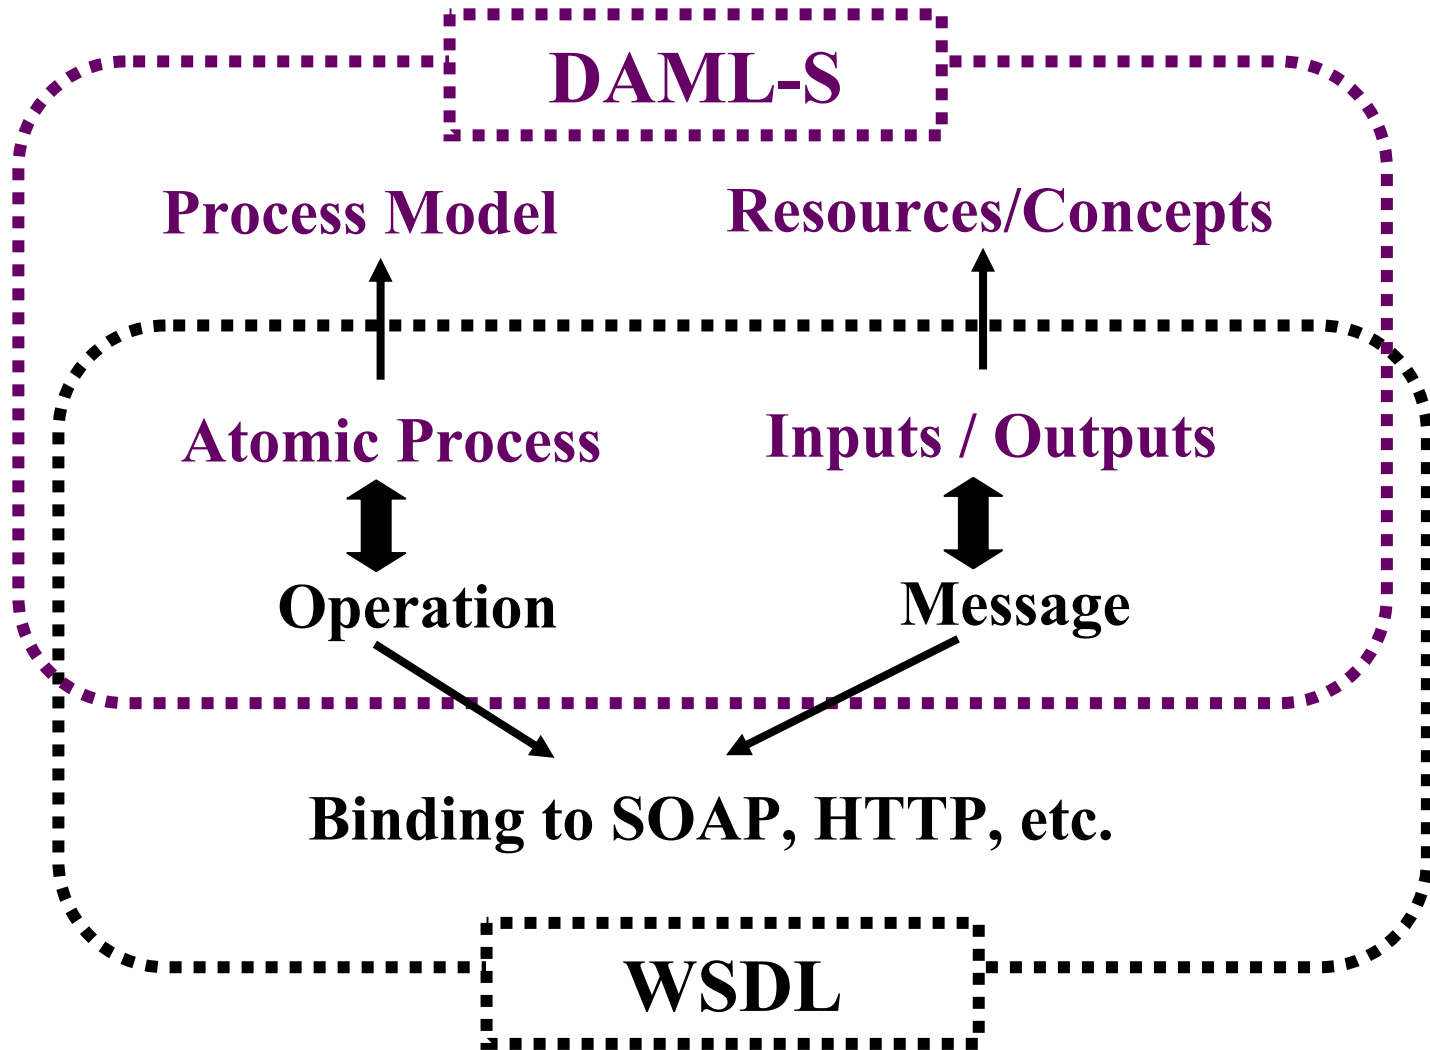 DAML-S
Process Model
Resources/Concepts
Atomic Process
Inputs / Outputs
Operation
Message
Binding to SOAP, HTTP, etc.
WSDL